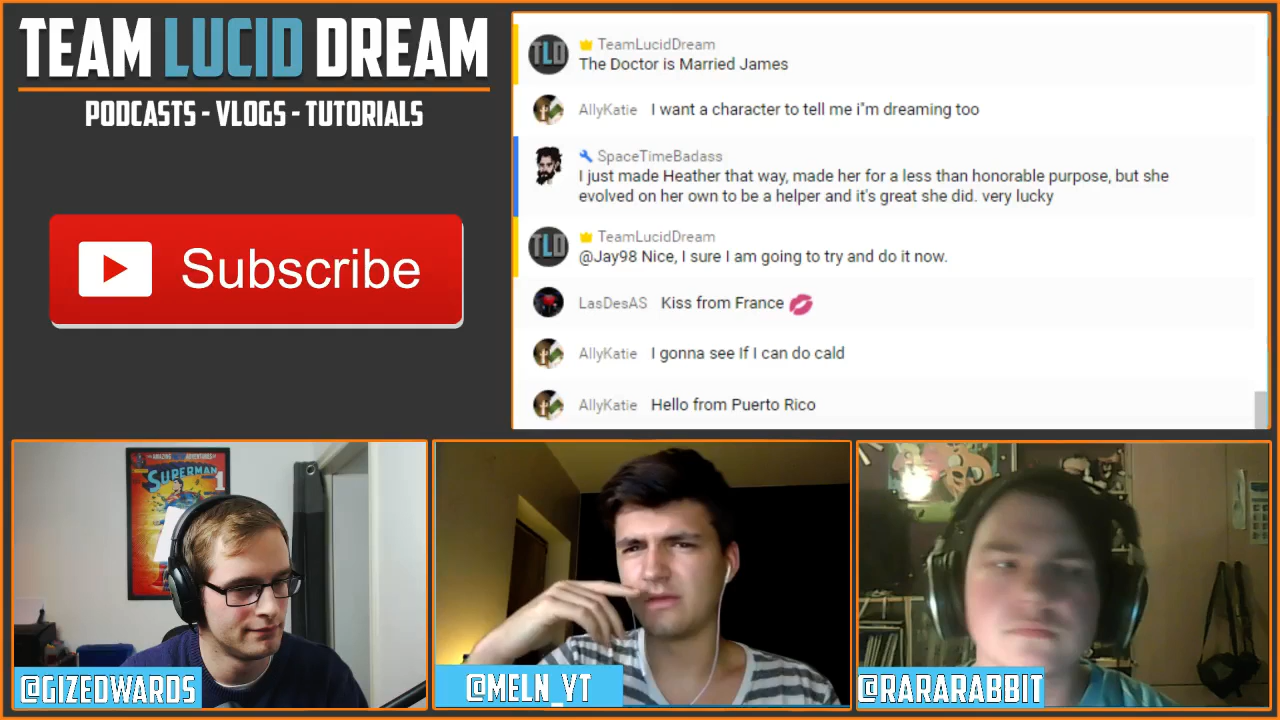 TEAM LUCID DREAM
PODCASTS - VLOGS - TUTORIALS
Subscribe
TLD TeamLucidDream
The Doctor is Married James
AllyKatie I want a character to tell me i"m dreaming too
SpaceTimeBadass
I just made Heather that way, made her for a less than honorable purpose, but she
evolved on her own to be a helper and it's great she did. very lucky
TLD TeamLucidDream
@Jay98 Nice, I sure I am going to try and do it now.
LasDesAS Kiss from France 💋
AllyKatie I gonna see If I can do cald
AllyKatie Hello from Puerto Rico
SUPERMAN
1
@GIZEDWARDS
@MELN_YT
@RARARABBIT